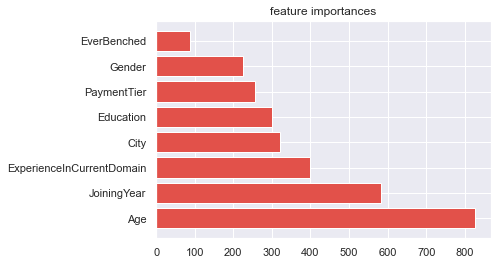 feature importances
EverBenched
Gender
PaymentTier
Education
City
ExperienceInCurrentDomain
JoiningYear
Age
0 100 200 300 400 500 600 700 800